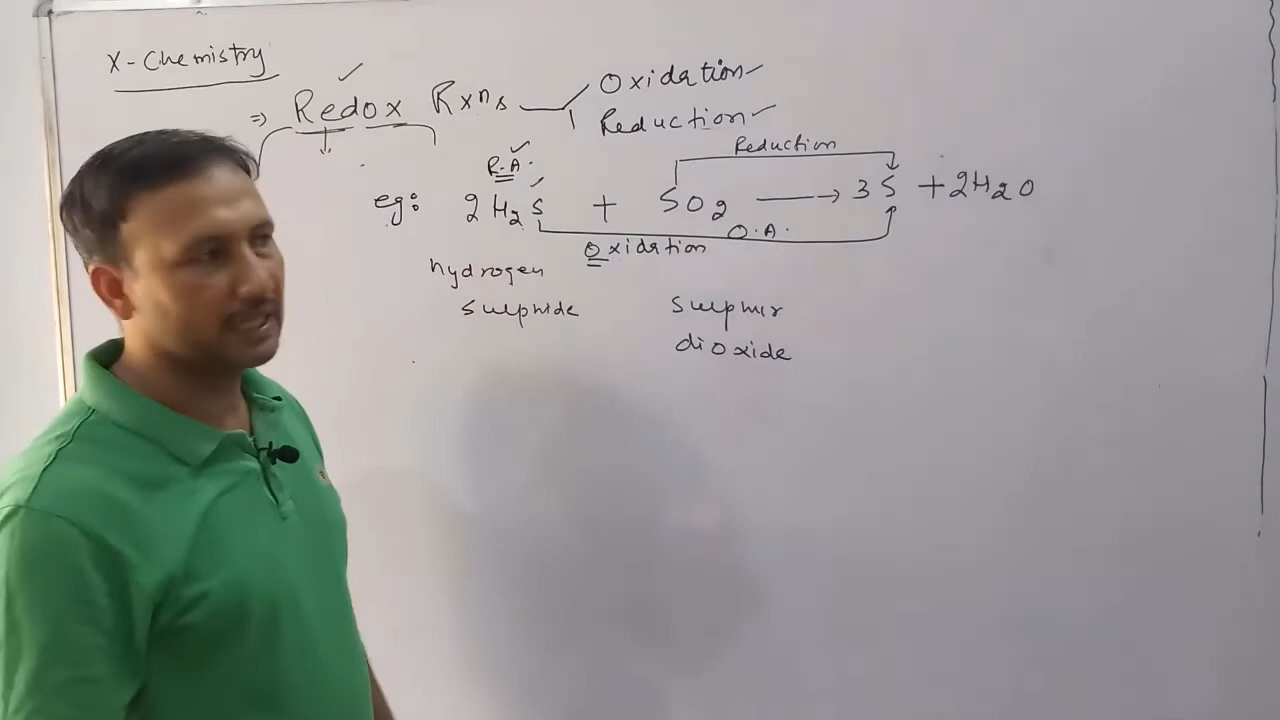 X-Chemistry
⇒ Redox Rxns
Oxidation
Reduction
Reduction
R.A.
eg: 2H₂S + SO₂ → 3S + 2H₂O
O.A.
Oxidation
hydrogen
sulphide
sulphur
dioxide